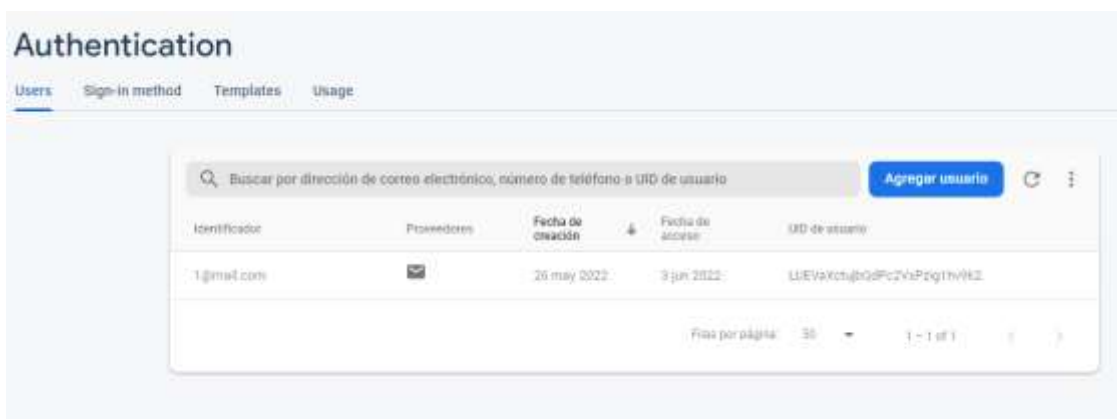 Authentication
Users Sign-in method Templates Usage
Buscar por dirección de correo electrónico, número de teléfono o UID de usuario Agregar usuario
Identificador Proveedores Fecha de creación Fecha de acceso UID de usuario
1@mail.com 26 may 2022 3 jun 2022
Filas por página: 50 1 – 1 of 1